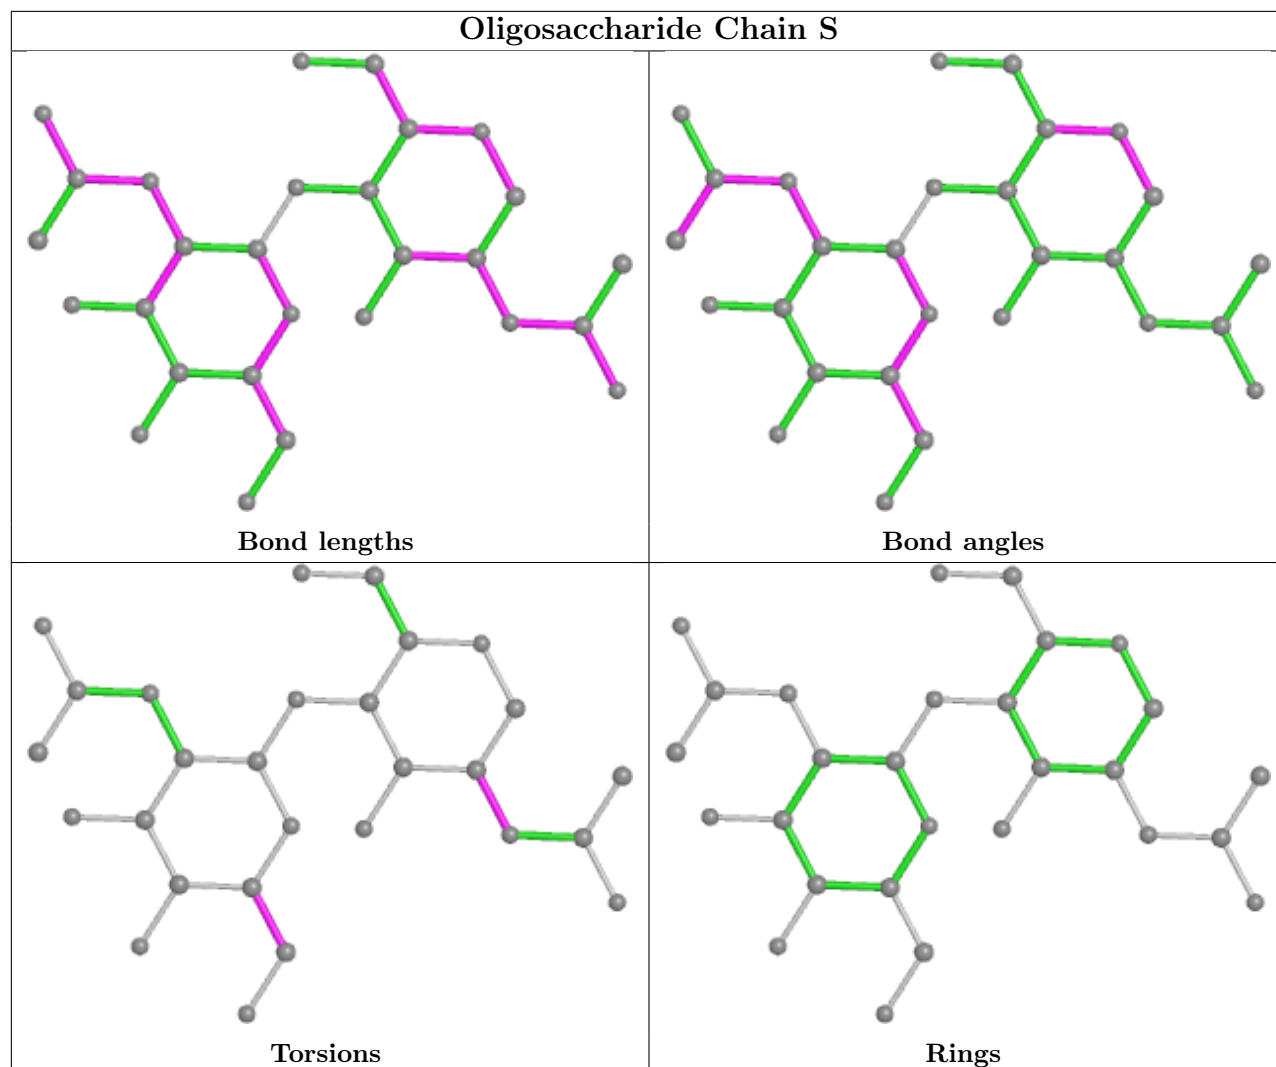 Oligosaccharide Chain S
Bond lengths
Bond angles
Torsions
Rings